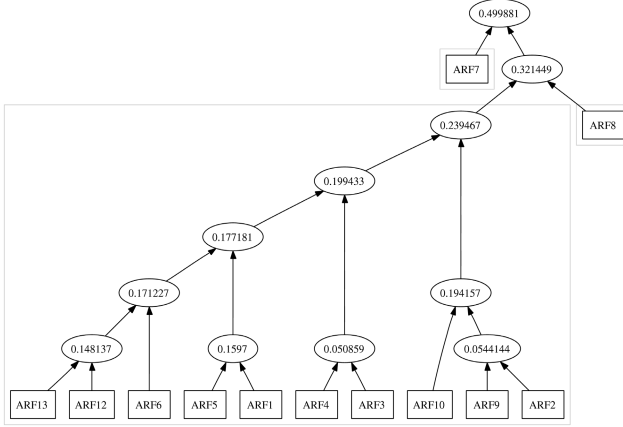 0.499881
ARF7
0.321449
0.239467
ARF8
0.199433
0.177181
0.171227
0.194157
0.148137
0.1597
0.050859
0.0544144
ARF13
ARF12
ARF6
ARF5
ARF1
ARF4
ARF3
ARF10
ARF9
ARF2